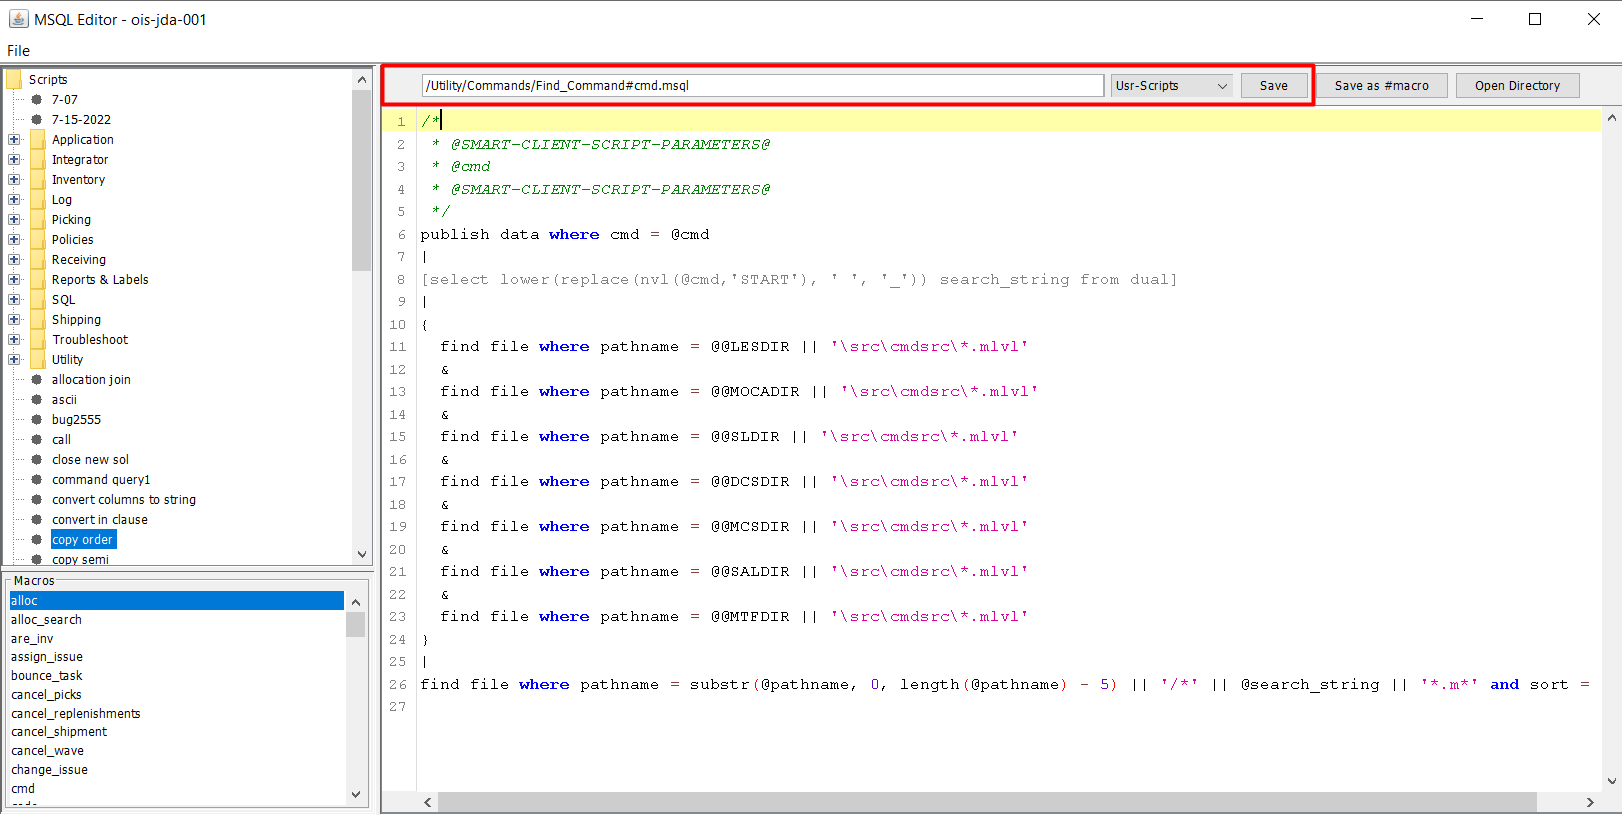 MSQL Editor - ois-jda-001
File
Scripts
7-07
7-15-2022
Application
Integrator
Inventory
Log
Picking
Policies
Receiving
Reports & Labels
SQL
Shipping
Troubleshoot
Utility
allocation join
ascii
bug2555
call
close new sol
command query1
convert columns to string
convert in clause
copy order
copy semi
Macros
alloc
alloc_search
are_inv
assign_issue
bounce_task
cancel_picks
cancel_replenishments
cancel_shipment
cancel_wave
change_issue
cmd
/Utility/Commands/Find_Command#cmd.msql Usr-Scripts Save Save as #macro Open Directory
1 /*
2 * @SMART-CLIENT-SCRIPT-PARAMETERS@
3 * @cmd
4 * @SMART-CLIENT-SCRIPT-PARAMETERS@
5 */
6 publish data where cmd = @cmd
7 |
8 [select lower(replace(nvl(@cmd,'START'), ' ', '_')) search_string from dual]
9 |
10 {
11 find file where pathname = @@LESDIR || '\src\cmdsrc\*.mlvl'
12 &
13 find file where pathname = @@MOCADIR || '\src\cmdsrc\*.mlvl'
14 &
15 find file where pathname = @@SLDIR || '\src\cmdsrc\*.mlvl'
16 &
17 find file where pathname = @@DCSDIR || '\src\cmdsrc\*.mlvl'
18 &
19 find file where pathname = @@MCSDIR || '\src\cmdsrc\*.mlvl'
20 &
21 find file where pathname = @@SALDIR || '\src\cmdsrc\*.mlvl'
22 &
23 find file where pathname = @@MTFDIR || '\src\cmdsrc\*.mlvl'
24 }
25 |
26 find file where pathname = substr(@pathname, 0, length(@pathname) - 5) || '/*' || @search_string || '*.m*' and sort =
27